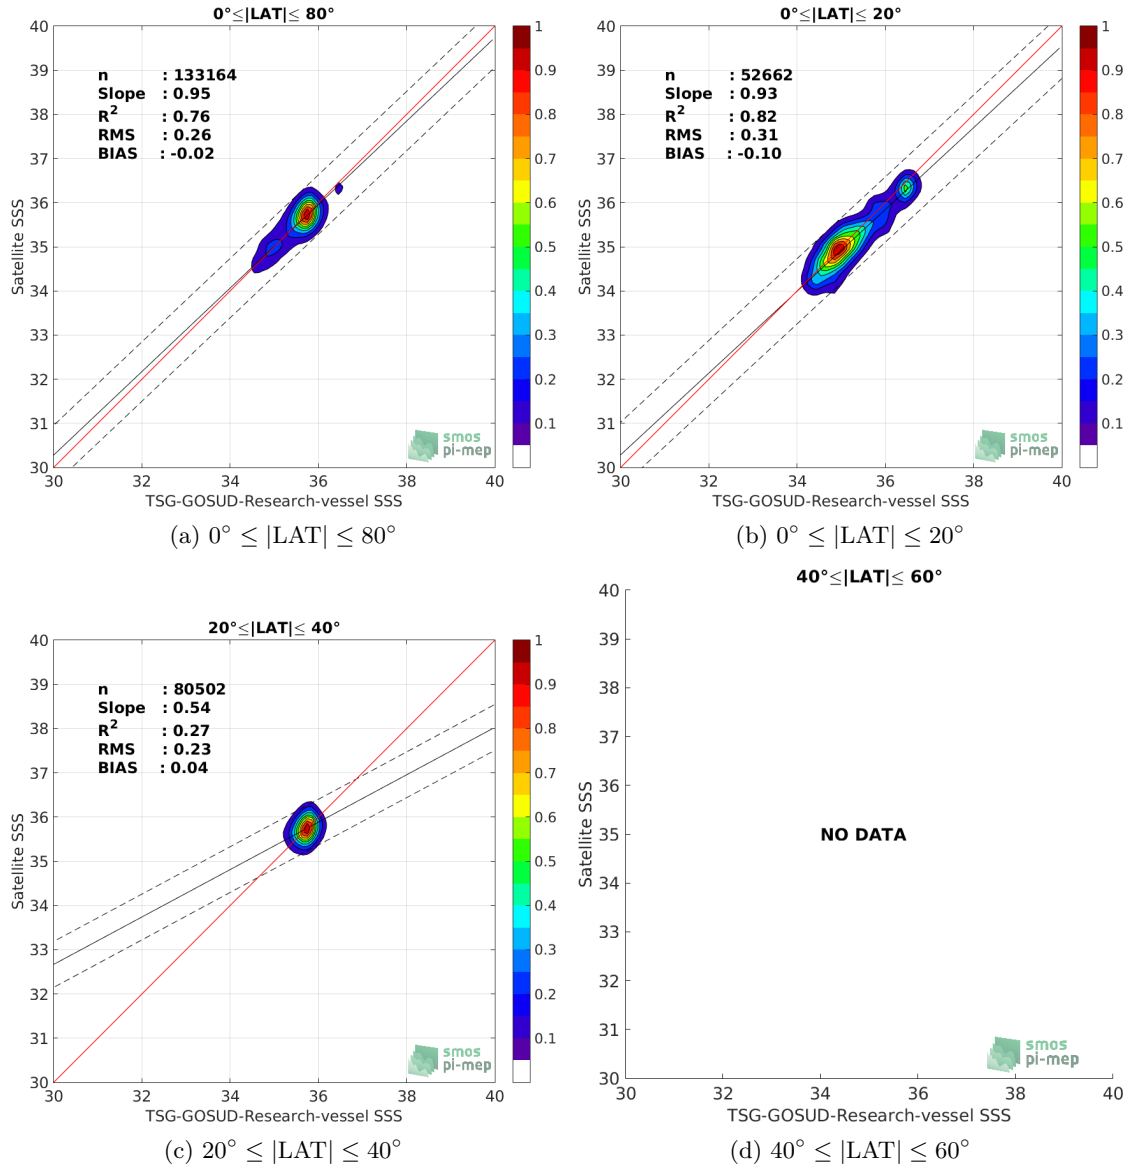 0°≤|LAT|≤ 80°
n : 133164
Slope : 0.95
R² : 0.76
RMS : 0.26
BIAS : -0.02
Satellite SSS
40
39
38
37
36
35
34
33
32
31
30
30 32 34 36 38 40
TSG-GOSUD-Research-vessel SSS
1
0.9
0.8
0.7
0.6
0.5
0.4
0.3
0.2
0.1
smos
pi-mep
(a) 0° ≤ |LAT| ≤ 80°
0°≤|LAT|≤ 20°
n : 52662
Slope : 0.93
R² : 0.82
RMS : 0.31
BIAS : -0.10
Satellite SSS
40
39
38
37
36
35
34
33
32
31
30
30 32 34 36 38 40
TSG-GOSUD-Research-vessel SSS
1
0.9
0.8
0.7
0.6
0.5
0.4
0.3
0.2
0.1
smos
pi-mep
(b) 0° ≤ |LAT| ≤ 20°
20°≤|LAT|≤ 40°
n : 80502
Slope : 0.54
R² : 0.27
RMS : 0.23
BIAS : 0.04
Satellite SSS
40
39
38
37
36
35
34
33
32
31
30
30 32 34 36 38 40
TSG-GOSUD-Research-vessel SSS
1
0.9
0.8
0.7
0.6
0.5
0.4
0.3
0.2
0.1
smos
pi-mep
(c) 20° ≤ |LAT| ≤ 40°
40°≤|LAT|≤ 60°
NO DATA
Satellite SSS
40
39
38
37
36
35
34
33
32
31
30
30 32 34 36 38 40
TSG-GOSUD-Research-vessel SSS
smos
pi-mep
(d) 40° ≤ |LAT| ≤ 60°